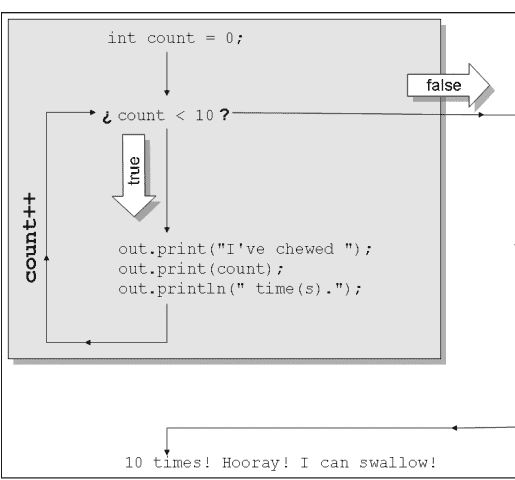 int count = 0;
false
¿ count < 10 ?
true
count++
out.print("I've chewed ");
out.print(count);
out.println(" time(s).");
10 times! Hooray! I can swallow!